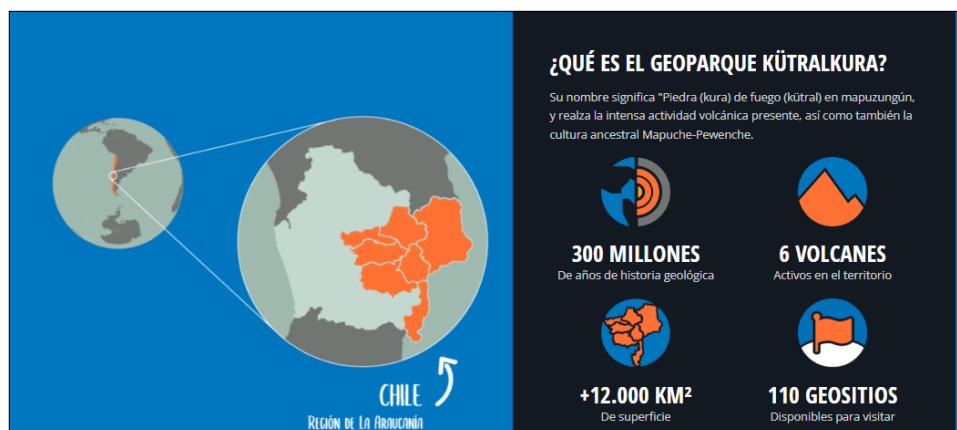 ¿QUÉ ES EL GEOPARQUE KÜTRALKURA?
Su nombre significa "Piedra (kura) de fuego (kütral) en mapuzungún,
y realza la intensa actividad volcánica presente, así como también la
cultura ancestral Mapuche-Pewenche.
300 MILLONES
De años de historia geológica
6 VOLCANES
Activos en el territorio
+12.000 KM²
De superficie
110 GEOSITIOS
Disponibles para visitar
CHILE
REGIÓN DE LA ARAUCANÍA